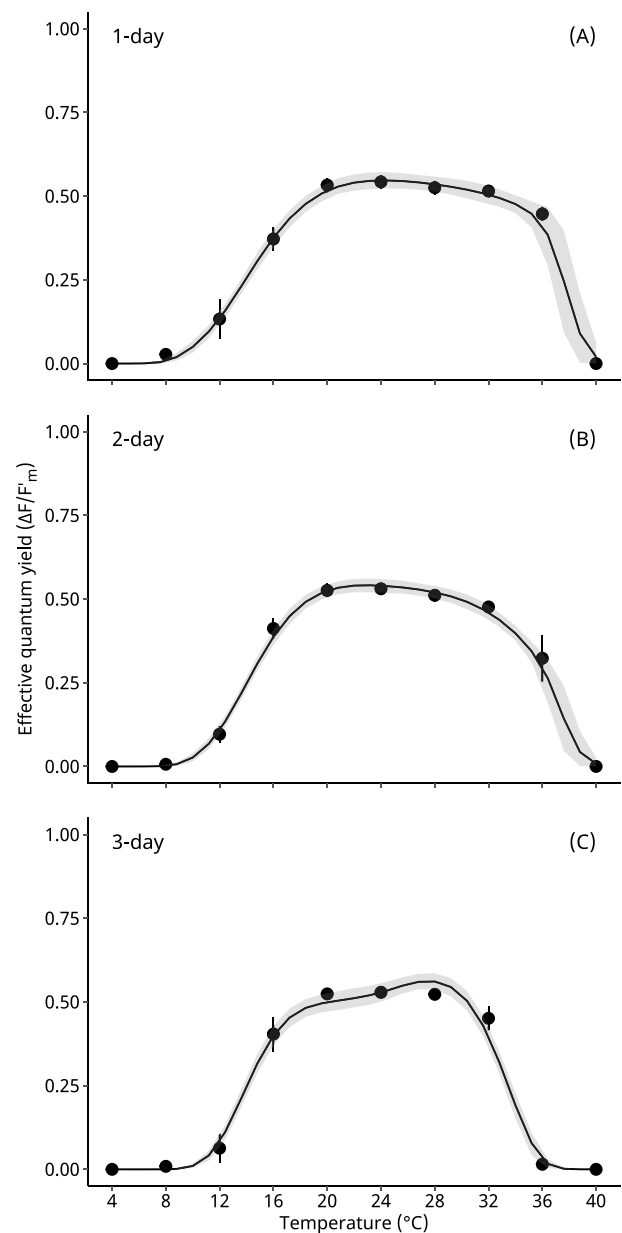 1-day
(A)
1.00
0.75
0.50
0.25
0.00
2-day
(B)
1.00
0.75
0.50
0.25
0.00
Effective quantum yield (ΔF/F'm)
3-day
(C)
1.00
0.75
0.50
0.25
0.00
4 8 12 16 20 24 28 32 36 40
Temperature (°C)